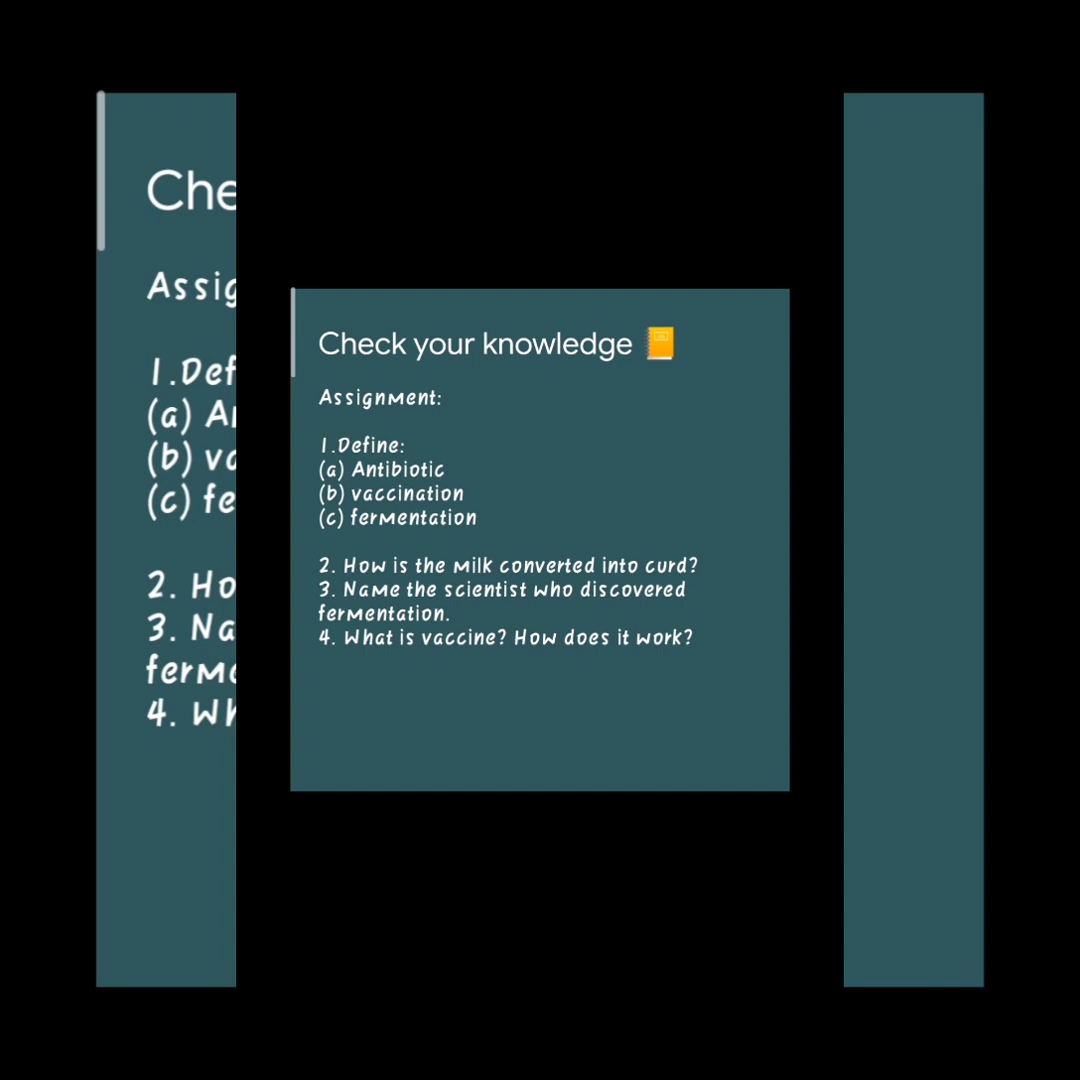 Check your knowledge 📒
Assignment:
1.Define:
(a) Antibiotic
(b) vaccination
(c) fermentation
2. How is the milk converted into curd?
3. Name the scientist who discovered
fermentation.
4. What is vaccine? How does it work?
Che
Assig
1.Def
(a) A
(b) va
(c) fe
2. Ho
3. Na
ferme
4. Wh